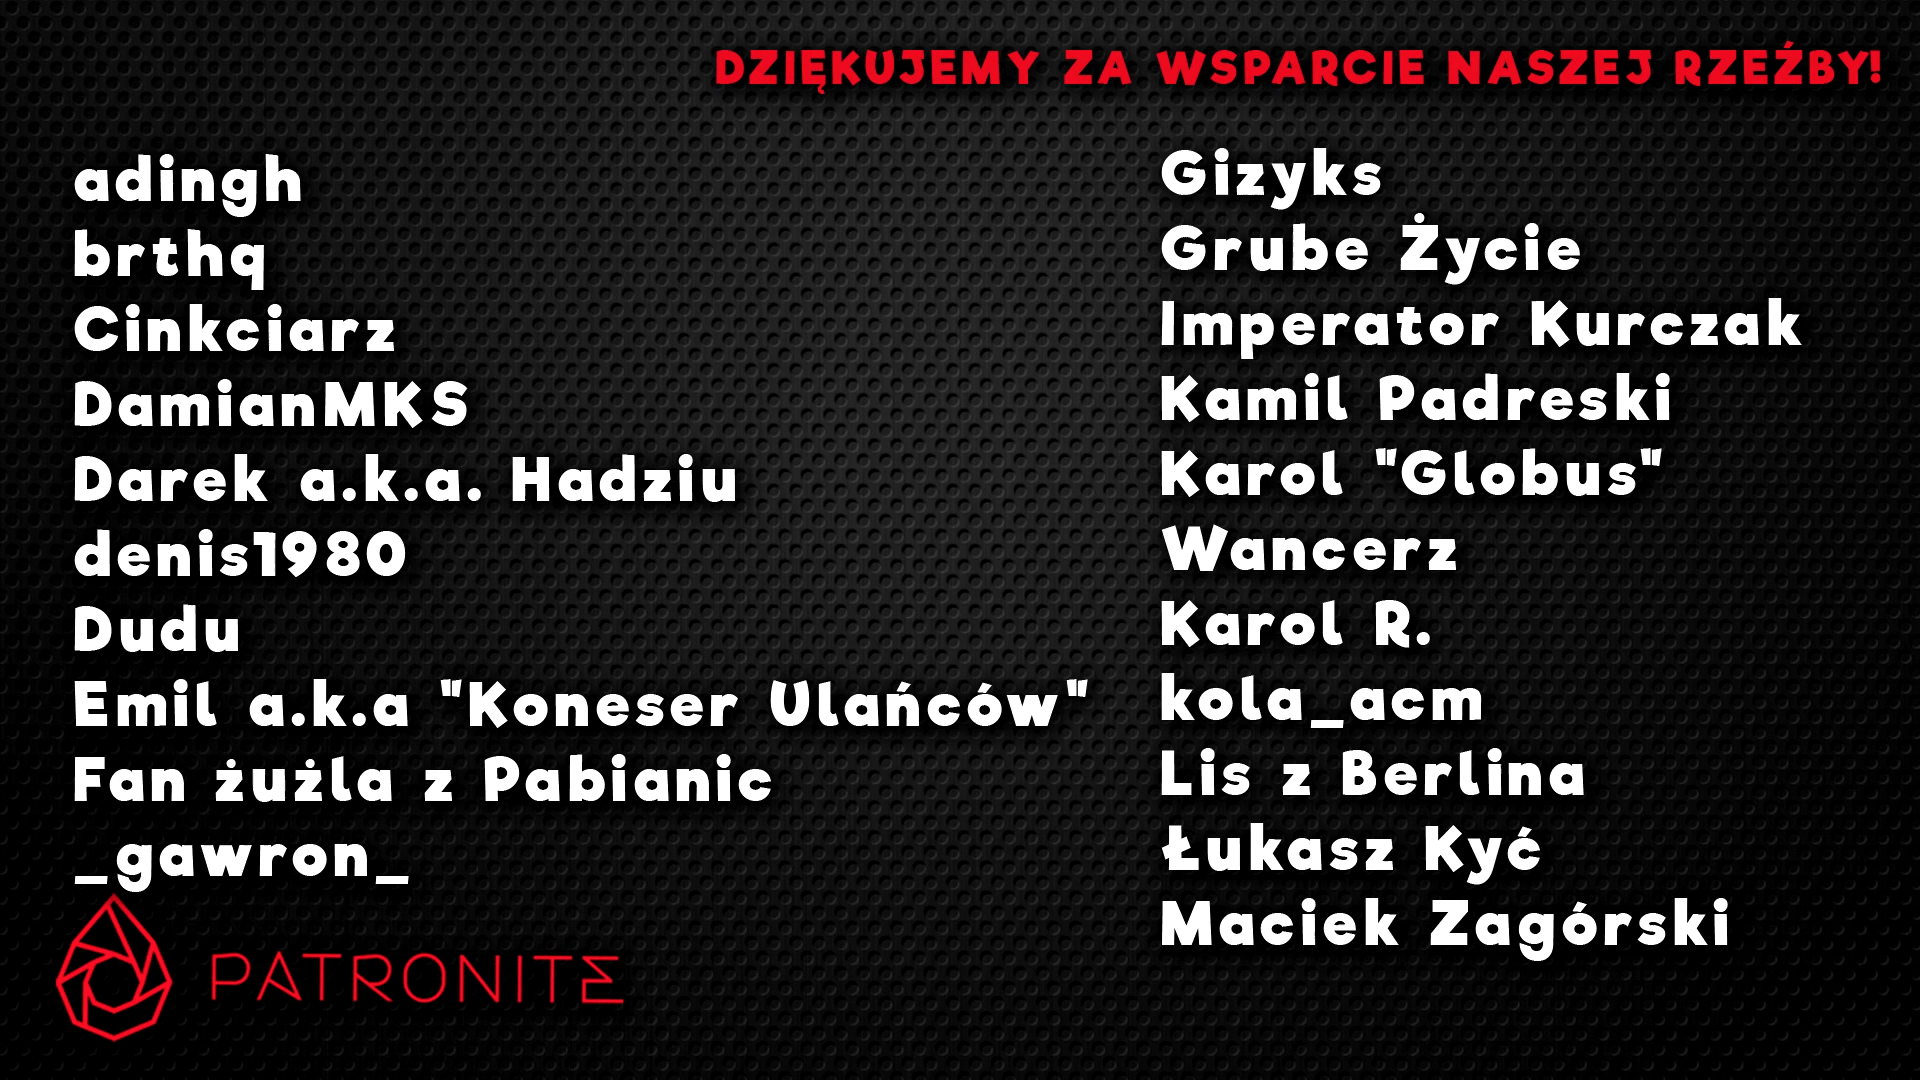 DZIĘKUJEMY ZA WSPARCIE NASZEJ RZEŹBY!
adingh
brthq
Cinkciarz
DamianMKS
Darek a.k.a. Hadziu
denis1980
Dudu
Emil a.k.a "Koneser Ulańców"
Fan żużla z Pabianic
_gawron_
Gizyks
Grube Życie
Imperator Kurczak
Kamil Padreski
Karol "Globus"
Wancerz
Karol R.
kola_acm
Lis z Berlina
Łukasz Kyć
Maciek Zagórski
PATRONITE